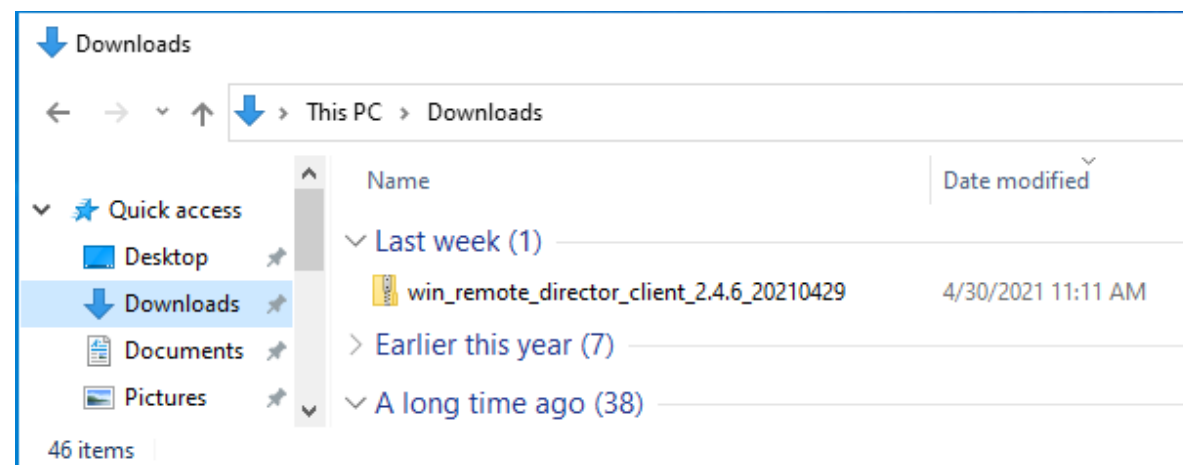 Downloads
This PC > Downloads
Name Date modified
Quick access
Desktop
Downloads
Documents
Pictures
Last week (1)
win_remote_director_client_2.4.6_20210429 4/30/2021 11:11 AM
Earlier this year (7)
A long time ago (38)
46 items